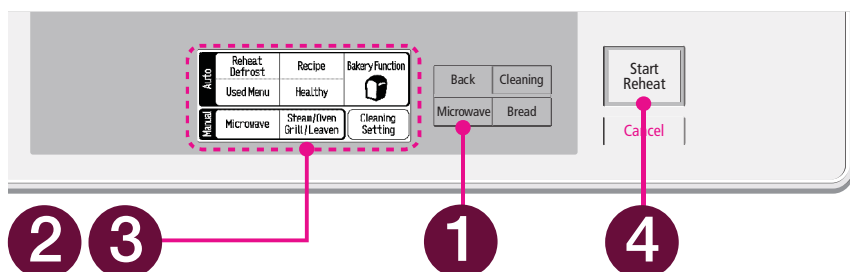 Auto
Reheat
Defrost
Recipe
Bakery Function
Used Menu
Healthy
Manual
Microwave
Steam/Oven
Grill/Leaven
Cleaning
Setting
Back
Cleaning
Microwave
Bread
Start
Reheat
Cancel
2
3
1
4